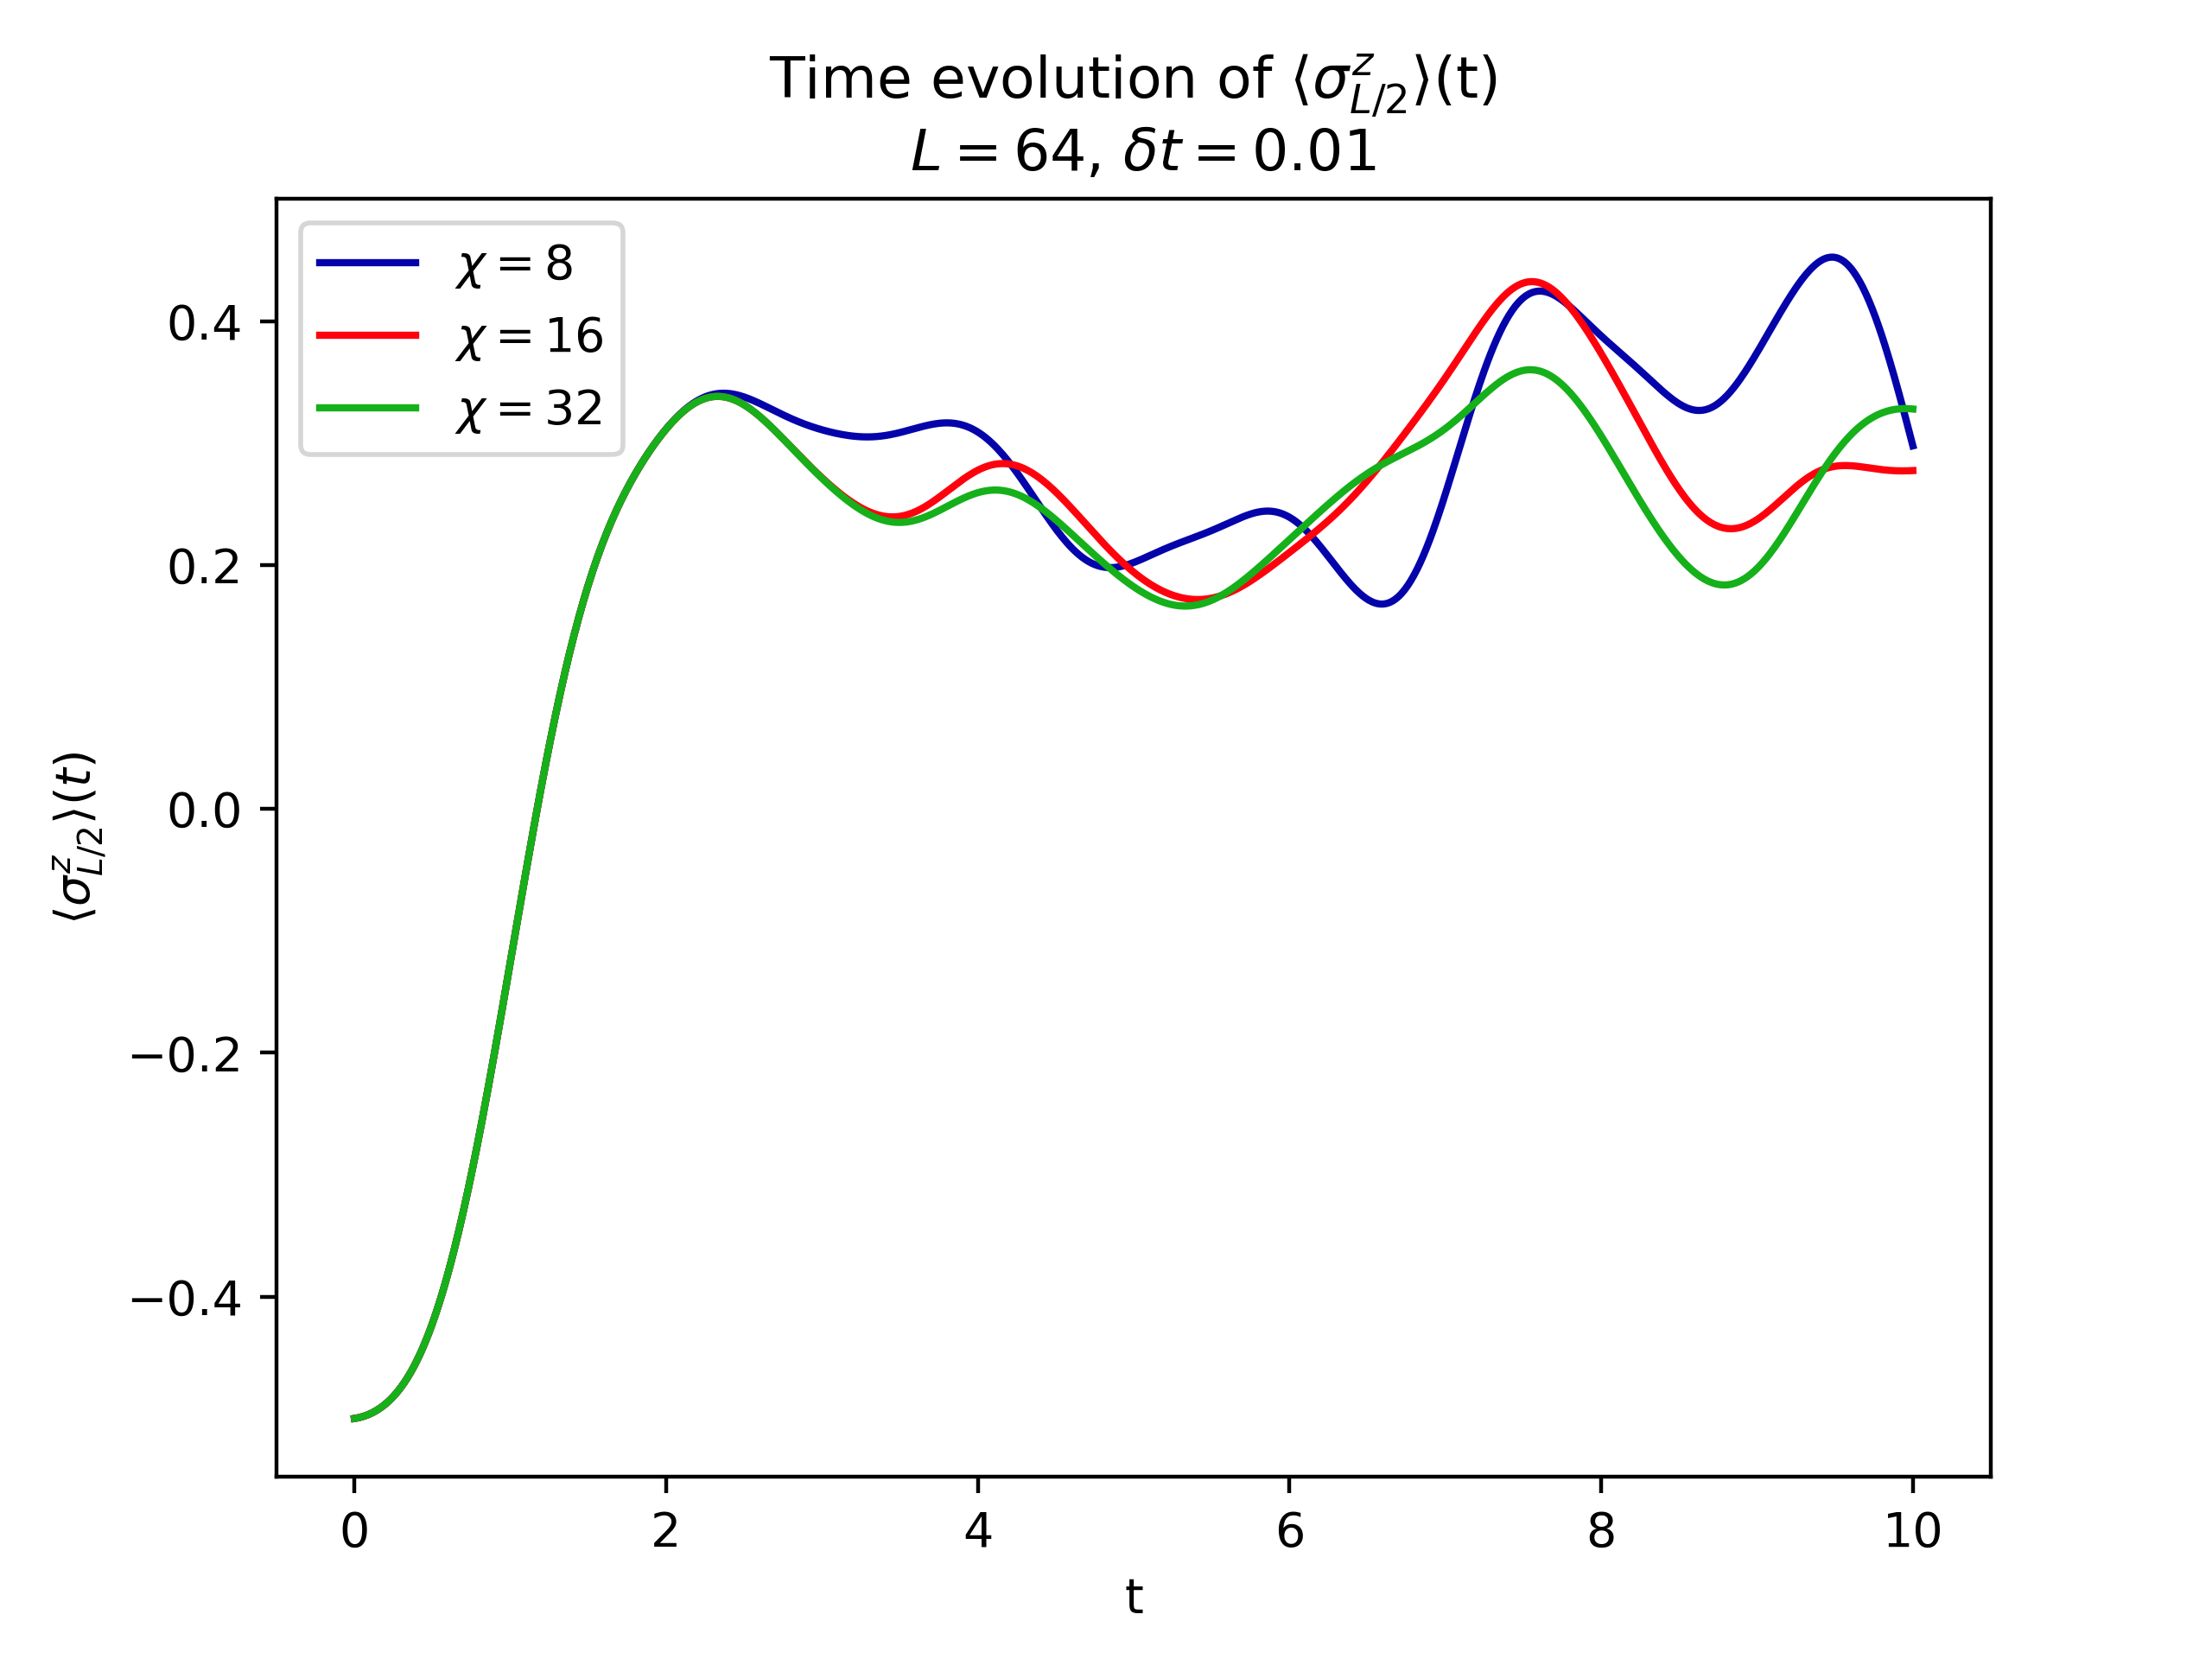 Time evolution of ⟨σ^z_{L/2}⟩(t)
L = 64, δt = 0.01
χ = 8
χ = 16
χ = 32
⟨σ^z_{L/2}⟩(t)
0.4
0.2
0.0
−0.2
−0.4
0 2 4 6 8 10
t